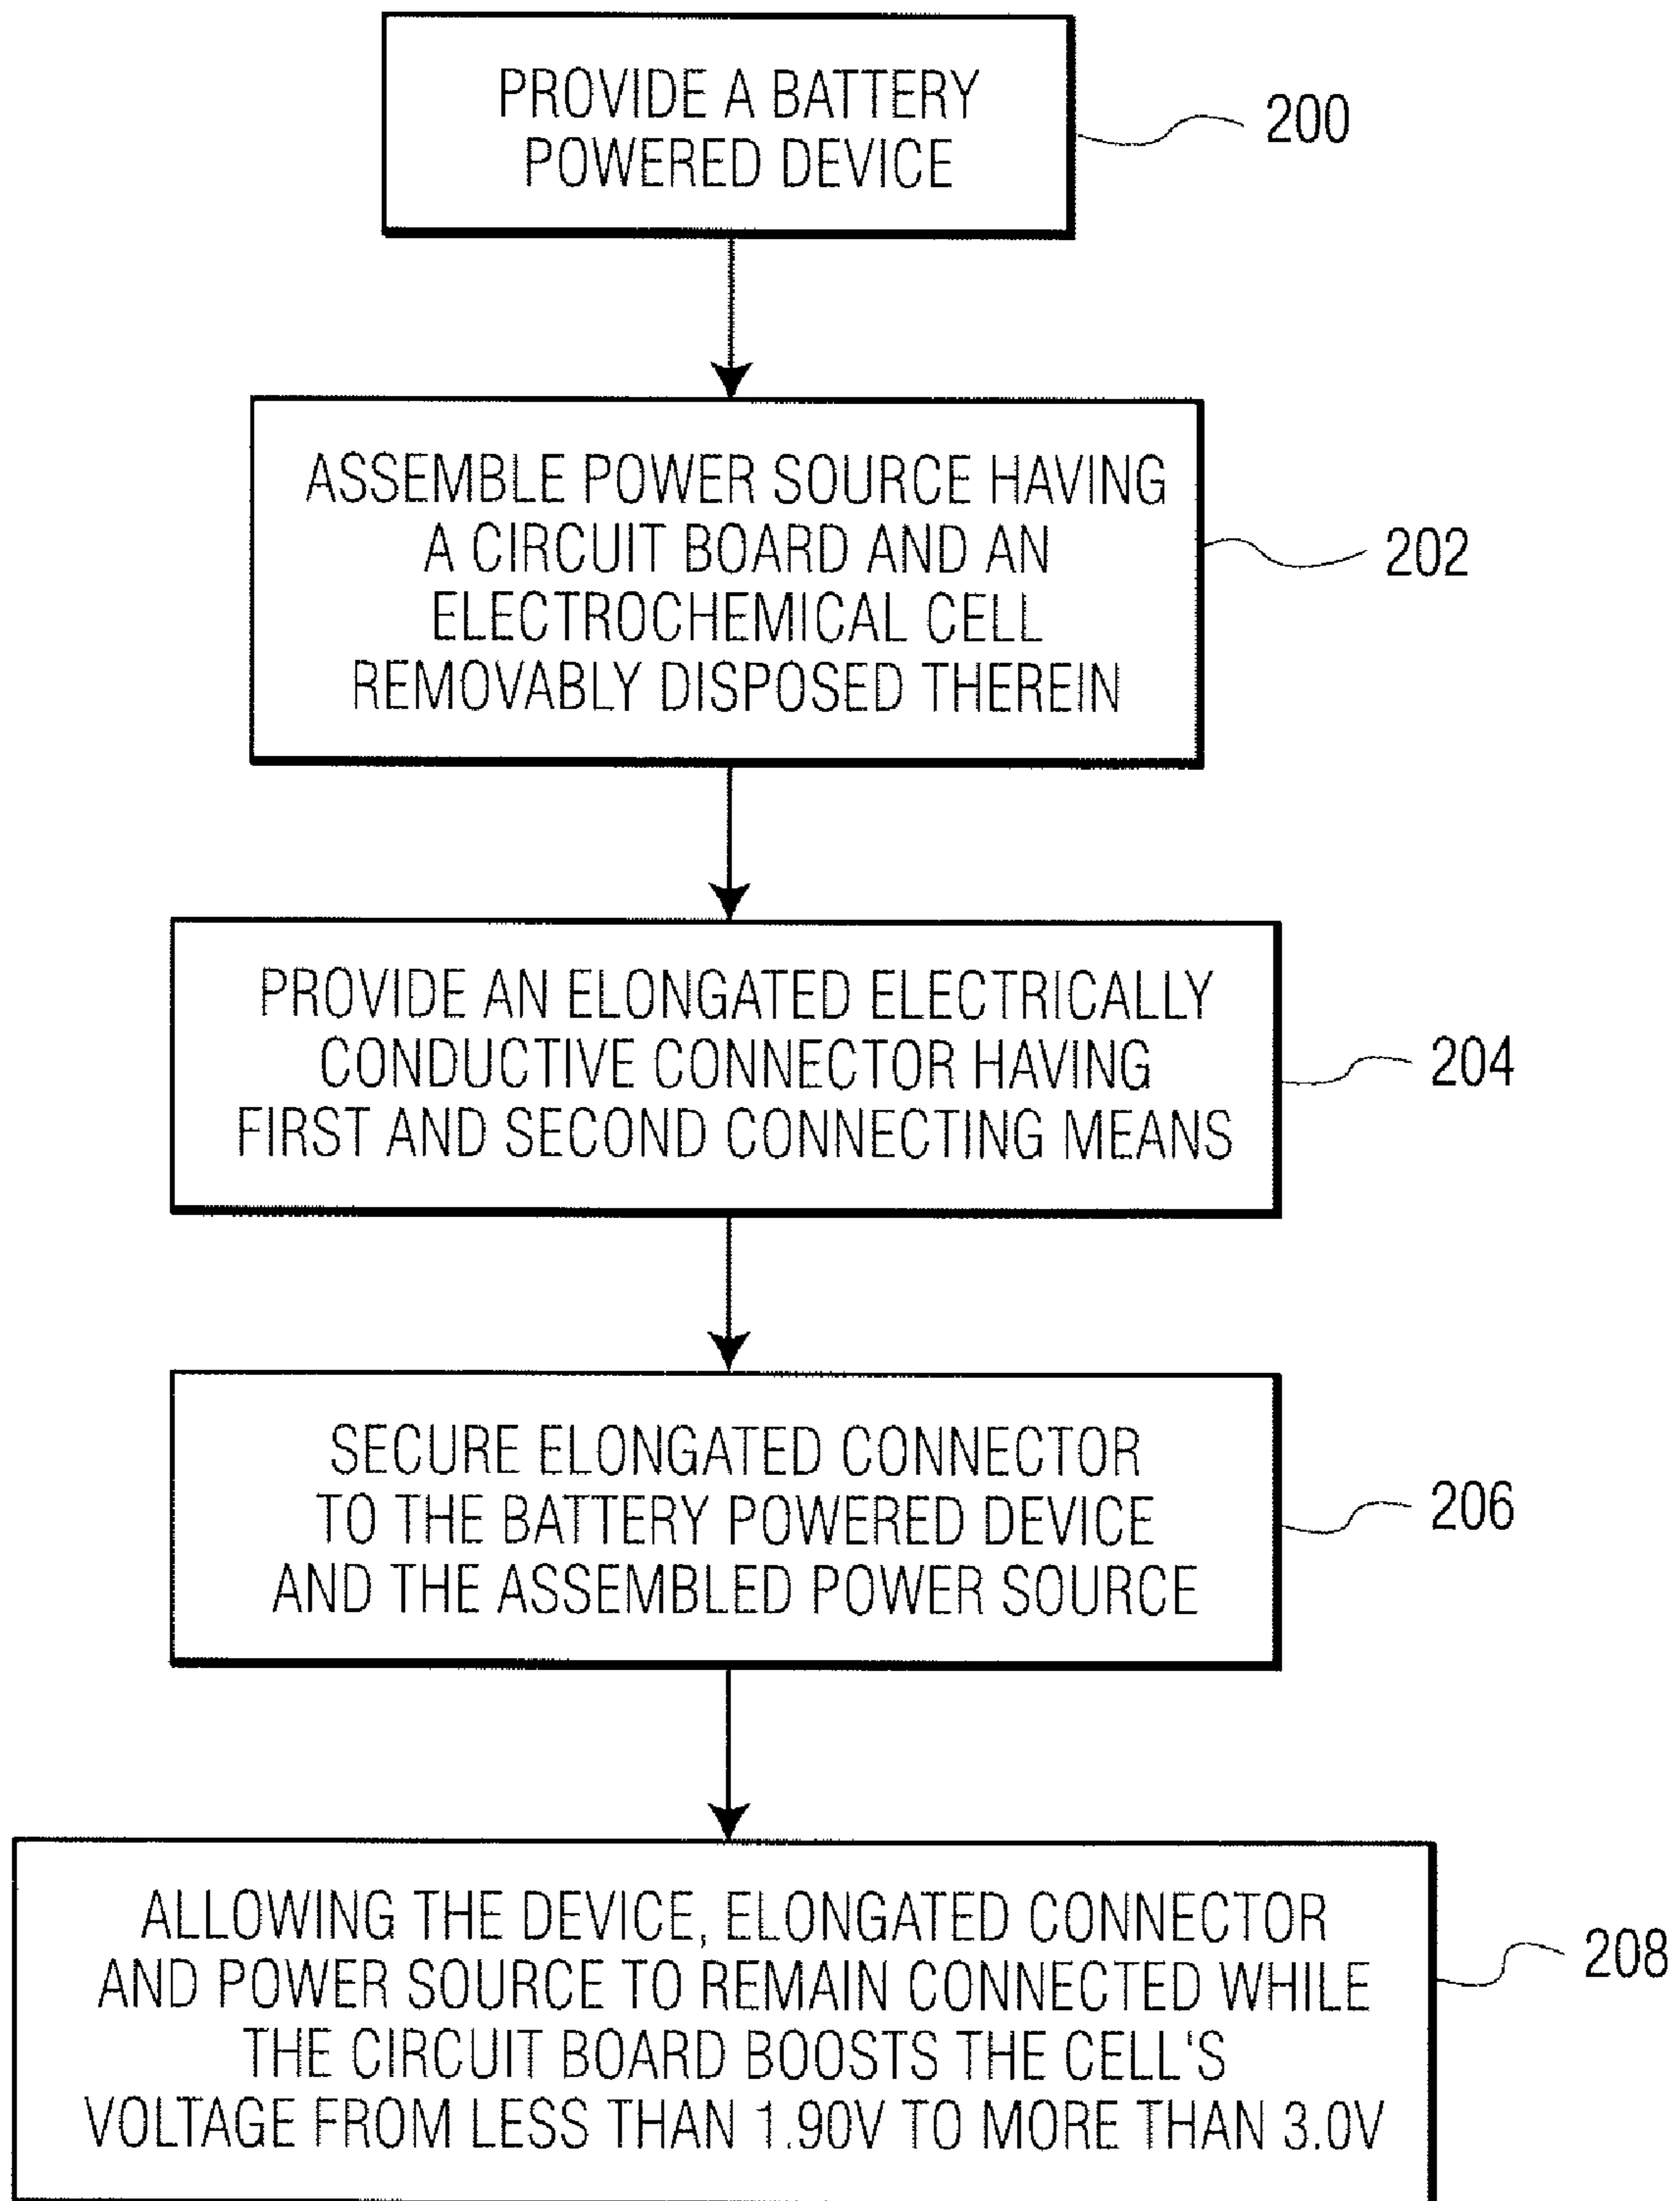 PROVIDE A BATTERY
POWERED DEVICE
200
ASSEMBLE POWER SOURCE HAVING
A CIRCUIT BOARD AND AN
ELECTROCHEMICAL CELL
REMOVABLY DISPOSED THEREIN
202
PROVIDE AN ELONGATED ELECTRICALLY
CONDUCTIVE CONNECTOR HAVING
FIRST AND SECOND CONNECTING MEANS
204
SECURE ELONGATED CONNECTOR
TO THE BATTERY POWERED DEVICE
AND THE ASSEMBLED POWER SOURCE
206
ALLOWING THE DEVICE, ELONGATED CONNECTOR
AND POWER SOURCE TO REMAIN CONNECTED WHILE
THE CIRCUIT BOARD BOOSTS THE CELL'S
VOLTAGE FROM LESS THAN 1.90V TO MORE THAN 3.0V
208